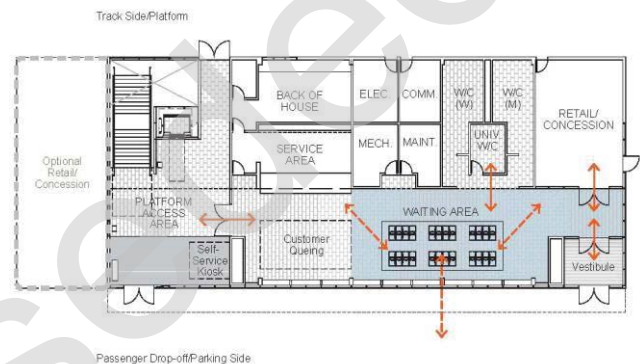 Track Side/Platform
BACK OF
HOUSE
ELEC.
COMM.
W/C
(W)
W/C
(M)
RETAIL/
CONCESSION
SERVICE
AREA
MECH.
MAINT.
UNIV.
W/C
Optional
Retail/
Concession
PLATFORM
ACCESS
AREA
WAITING AREA
Customer
Queing
Self-
Service
Kiosk
Vestibule
Passenger Drop-off/Parking Side